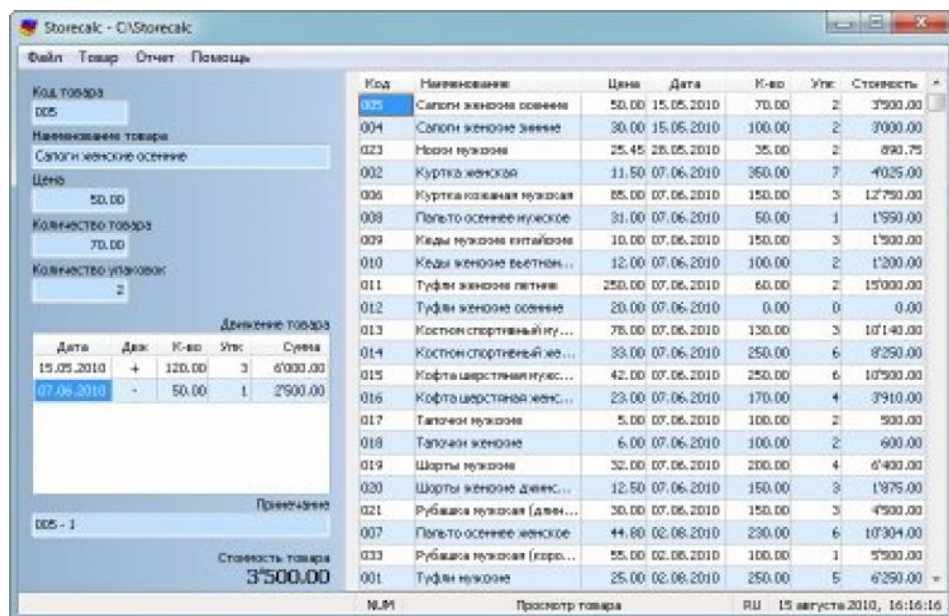 Storecalc - C:\Storecalc
Файл Товар Отчет Помощь
Код товара
005
Наименование товара
Сапоги женские осенние
Цена
50.00
Количество товара
70.00
Количество упаковок
2
Движение товара
Дата Движ К-во Упк Сумма
15.05.2010 + 120.00 3 6'000.00
07.06.2010 - 50.00 1 2'500.00
Примечание
005 - 1
Стоимость товара
3'500.00
Код Наименование Цена Дата К-во Упк Стоимость
005 Сапоги женские осенние 50.00 15.05.2010 70.00 2 3'500.00
004 Сапоги женские зимние 30.00 15.05.2010 100.00 2 3'000.00
023 Носки мужские 25.45 28.05.2010 35.00 2 890.75
002 Куртка женская 11.50 07.06.2010 350.00 7 4'025.00
006 Куртка кожаная мужская 85.00 07.06.2010 150.00 3 12'750.00
008 Пальто осеннее мужское 31.00 07.06.2010 50.00 1 1'550.00
009 Кеды мужские китайские 10.00 07.06.2010 150.00 3 1'500.00
010 Кеды женские вьетнам... 12.00 07.06.2010 100.00 2 1'200.00
011 Туфли женские летние 250.00 07.06.2010 60.00 2 15'000.00
012 Туфли женские осенние 20.00 07.06.2010 0.00 0 0.00
013 Костюм спортивный му... 78.00 07.06.2010 130.00 3 10'140.00
014 Костюм спортивный же... 33.00 07.06.2010 250.00 6 8'250.00
015 Кофта шерстяная мужс... 42.00 07.06.2010 250.00 6 10'500.00
016 Кофта шерстяная женс... 23.00 07.06.2010 170.00 4 3'910.00
017 Тапочки мужские 5.00 07.06.2010 100.00 2 500.00
018 Тапочки женские 6.00 07.06.2010 100.00 2 600.00
019 Шорты мужские 32.00 07.06.2010 200.00 4 6'400.00
020 Шорты женские джинс... 12.50 07.06.2010 150.00 3 1'875.00
021 Рубашка мужская (длин... 30.00 07.06.2010 150.00 3 4'500.00
007 Пальто осеннее женское 44.80 02.08.2010 230.00 6 10'304.00
033 Рубашка мужская (коро... 55.00 02.08.2010 100.00 1 5'500.00
001 Туфли мужские 25.00 02.08.2010 250.00 5 6'250.00
NUM Просмотр товара RU 15 августа 2010, 16:16:16